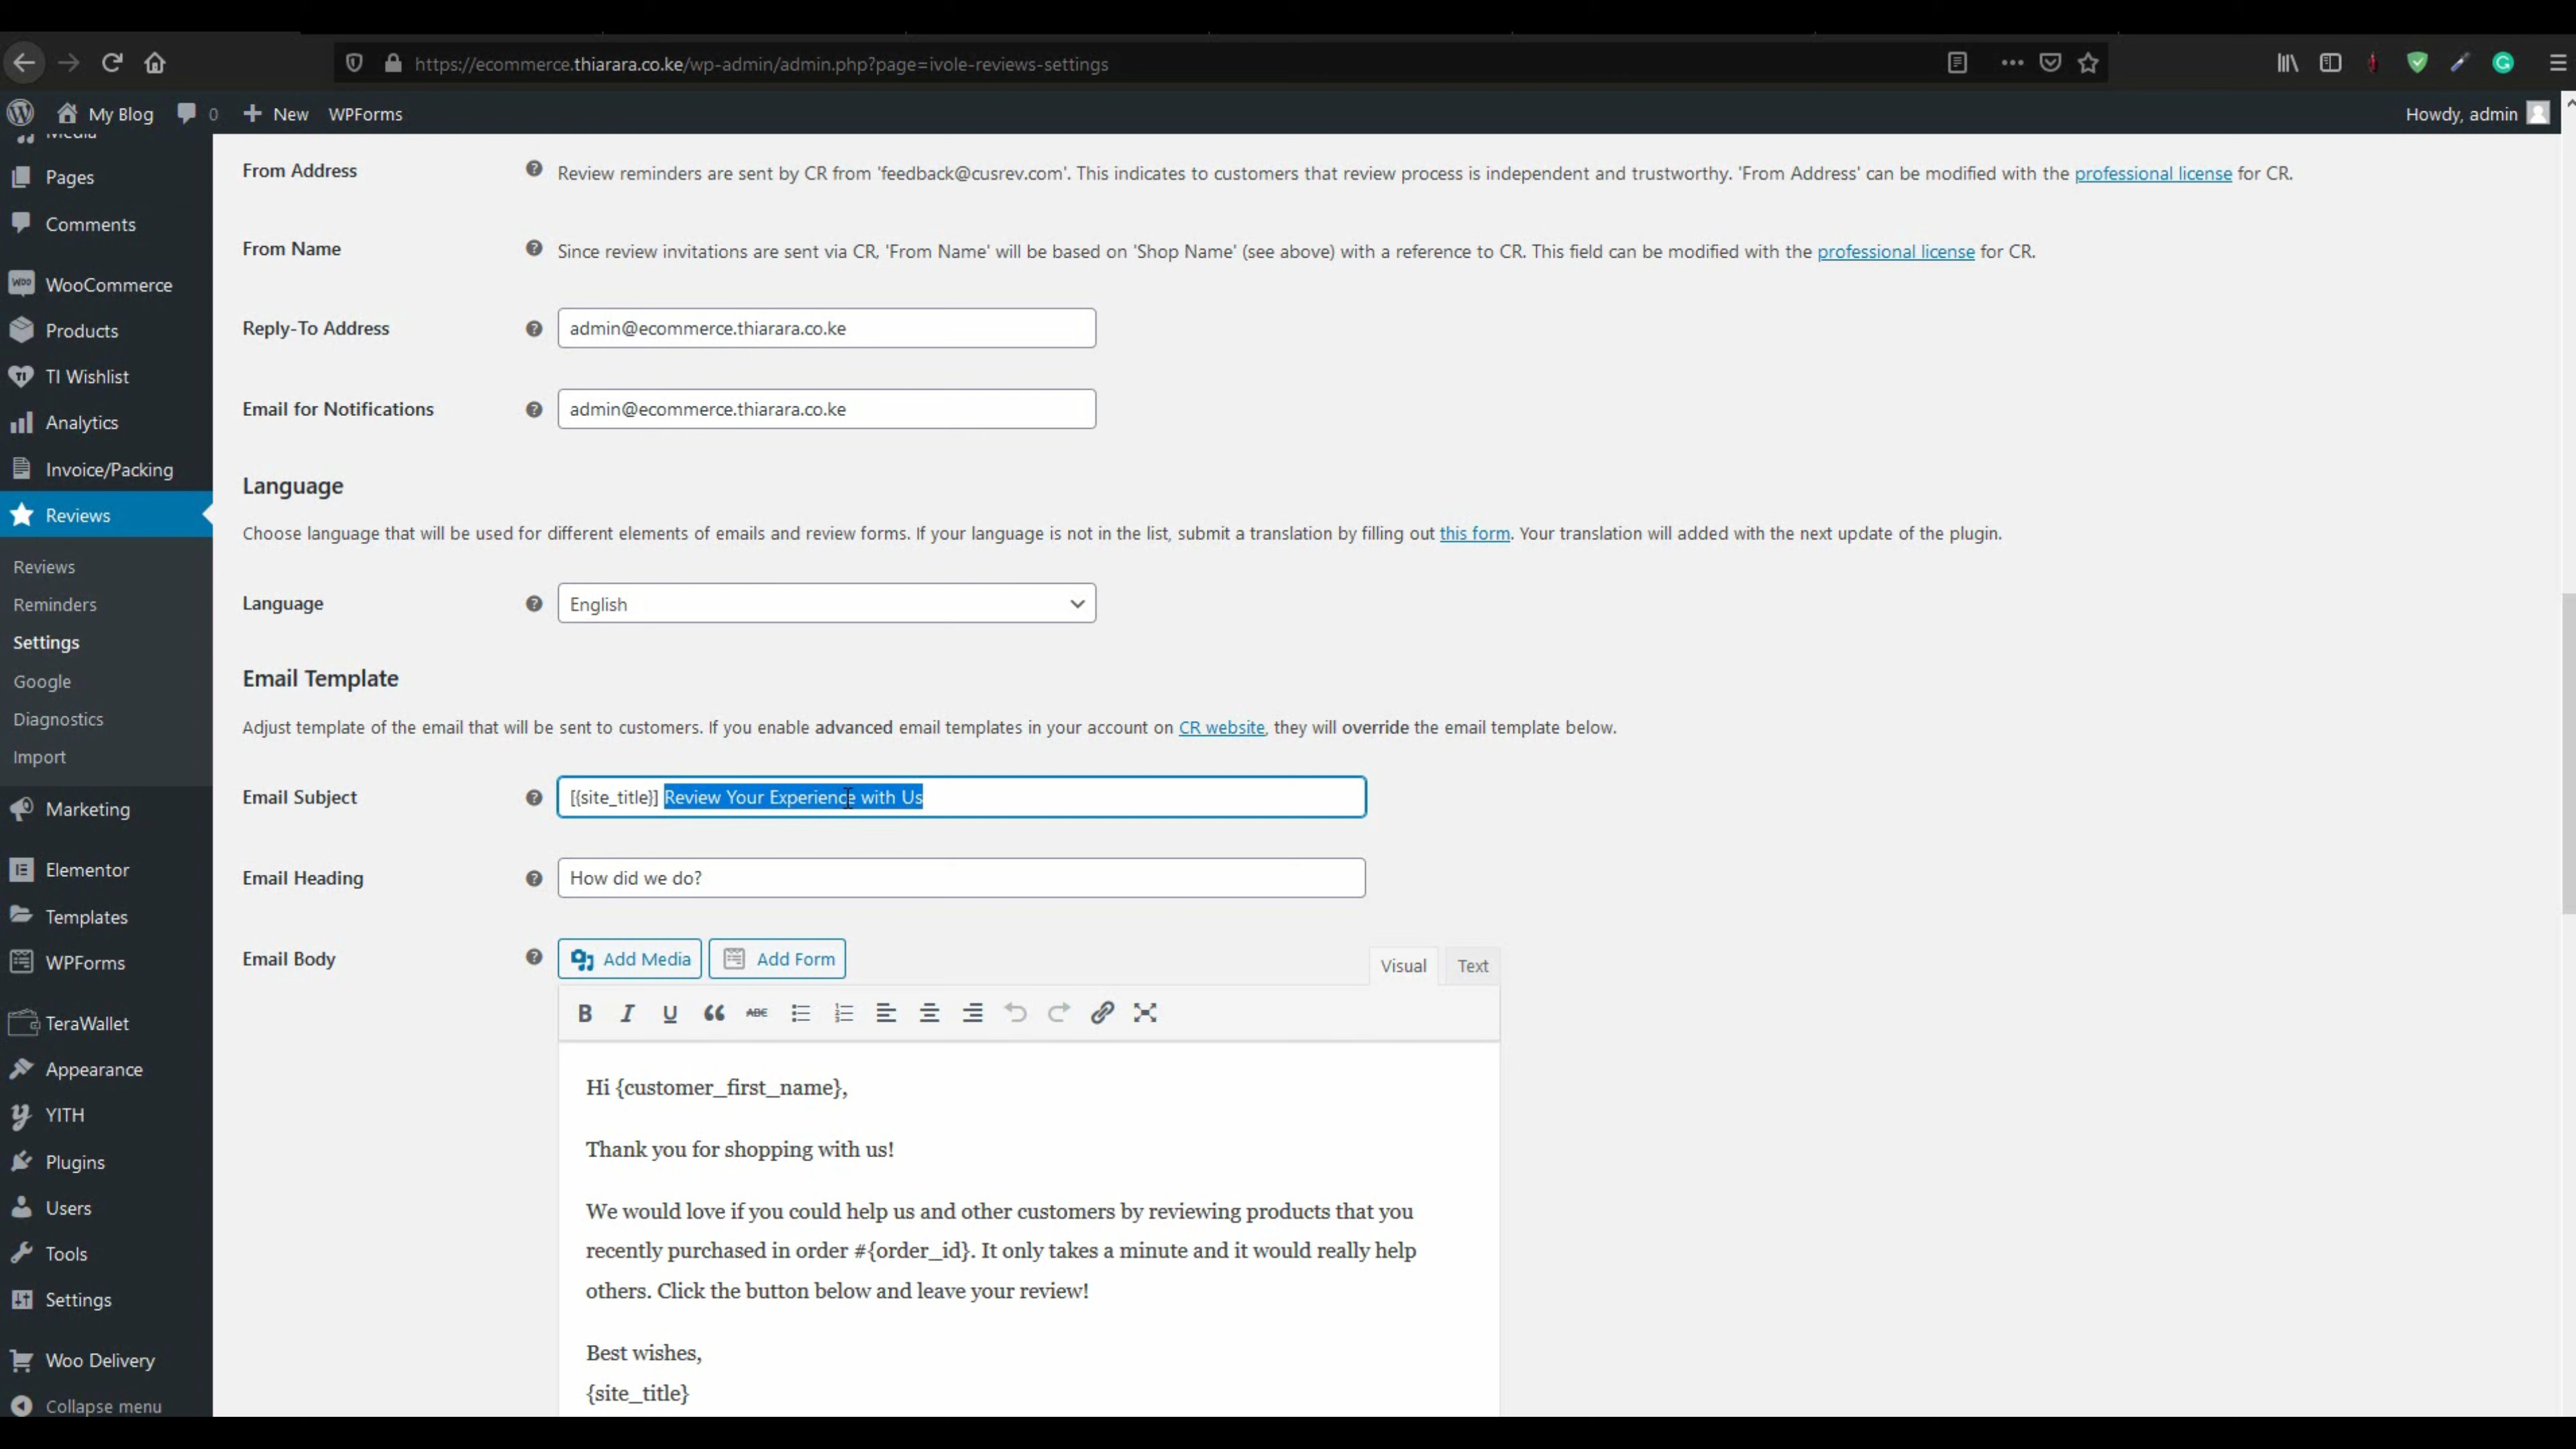 https://ecommerce.thiarara.co.ke/wp-admin/admin.php?page=ivole-reviews-settings
My Blog 0 New WPForms Howdy, admin
Media
Pages
Comments
WooCommerce
Products
TI Wishlist
Analytics
Invoice/Packing
Reviews
Reviews
Reminders
Settings
Google
Diagnostics
Import
Marketing
Elementor
Templates
WPForms
TeraWallet
Appearance
YITH
Plugins
Users
Tools
Settings
Woo Delivery
Collapse menu
From Address Review reminders are sent by CR from 'feedback@cusrev.com'. This indicates to customers that review process is independent and trustworthy. 'From Address' can be modified with the professional license for CR.
From Name Since review invitations are sent via CR, 'From Name' will be based on 'Shop Name' (see above) with a reference to CR. This field can be modified with the professional license for CR.
Reply-To Address admin@ecommerce.thiarara.co.ke
Email for Notifications admin@ecommerce.thiarara.co.ke
Language
Choose language that will be used for different elements of emails and review forms. If your language is not in the list, submit a translation by filling out this form. Your translation will added with the next update of the plugin.
Language English
Email Template
Adjust template of the email that will be sent to customers. If you enable advanced email templates in your account on CR website, they will override the email template below.
Email Subject [{site_title}] Review Your Experience with Us
Email Heading How did we do?
Email Body Add Media Add Form Visual Text
B I U ABC
Hi {customer_first_name},
Thank you for shopping with us!
We would love if you could help us and other customers by reviewing products that you
recently purchased in order #{order_id}. It only takes a minute and it would really help
others. Click the button below and leave your review!
Best wishes,
{site_title}